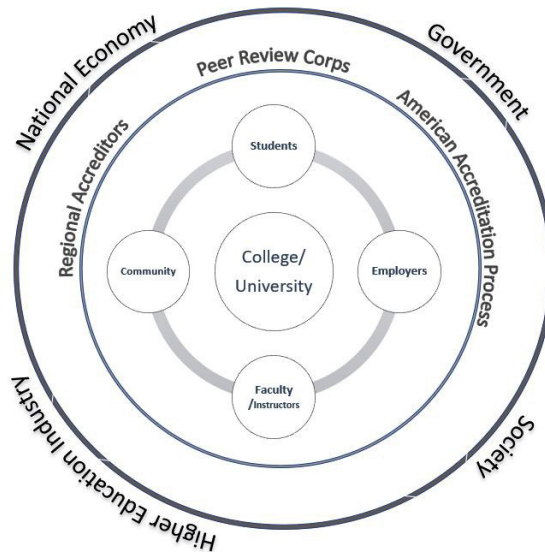 National Economy
Government
Peer Review Corps
Regional Accreditors
American Accreditation Process
Students
Community
College/
University
Employers
Faculty
/Instructors
Higher Education Industry
Society